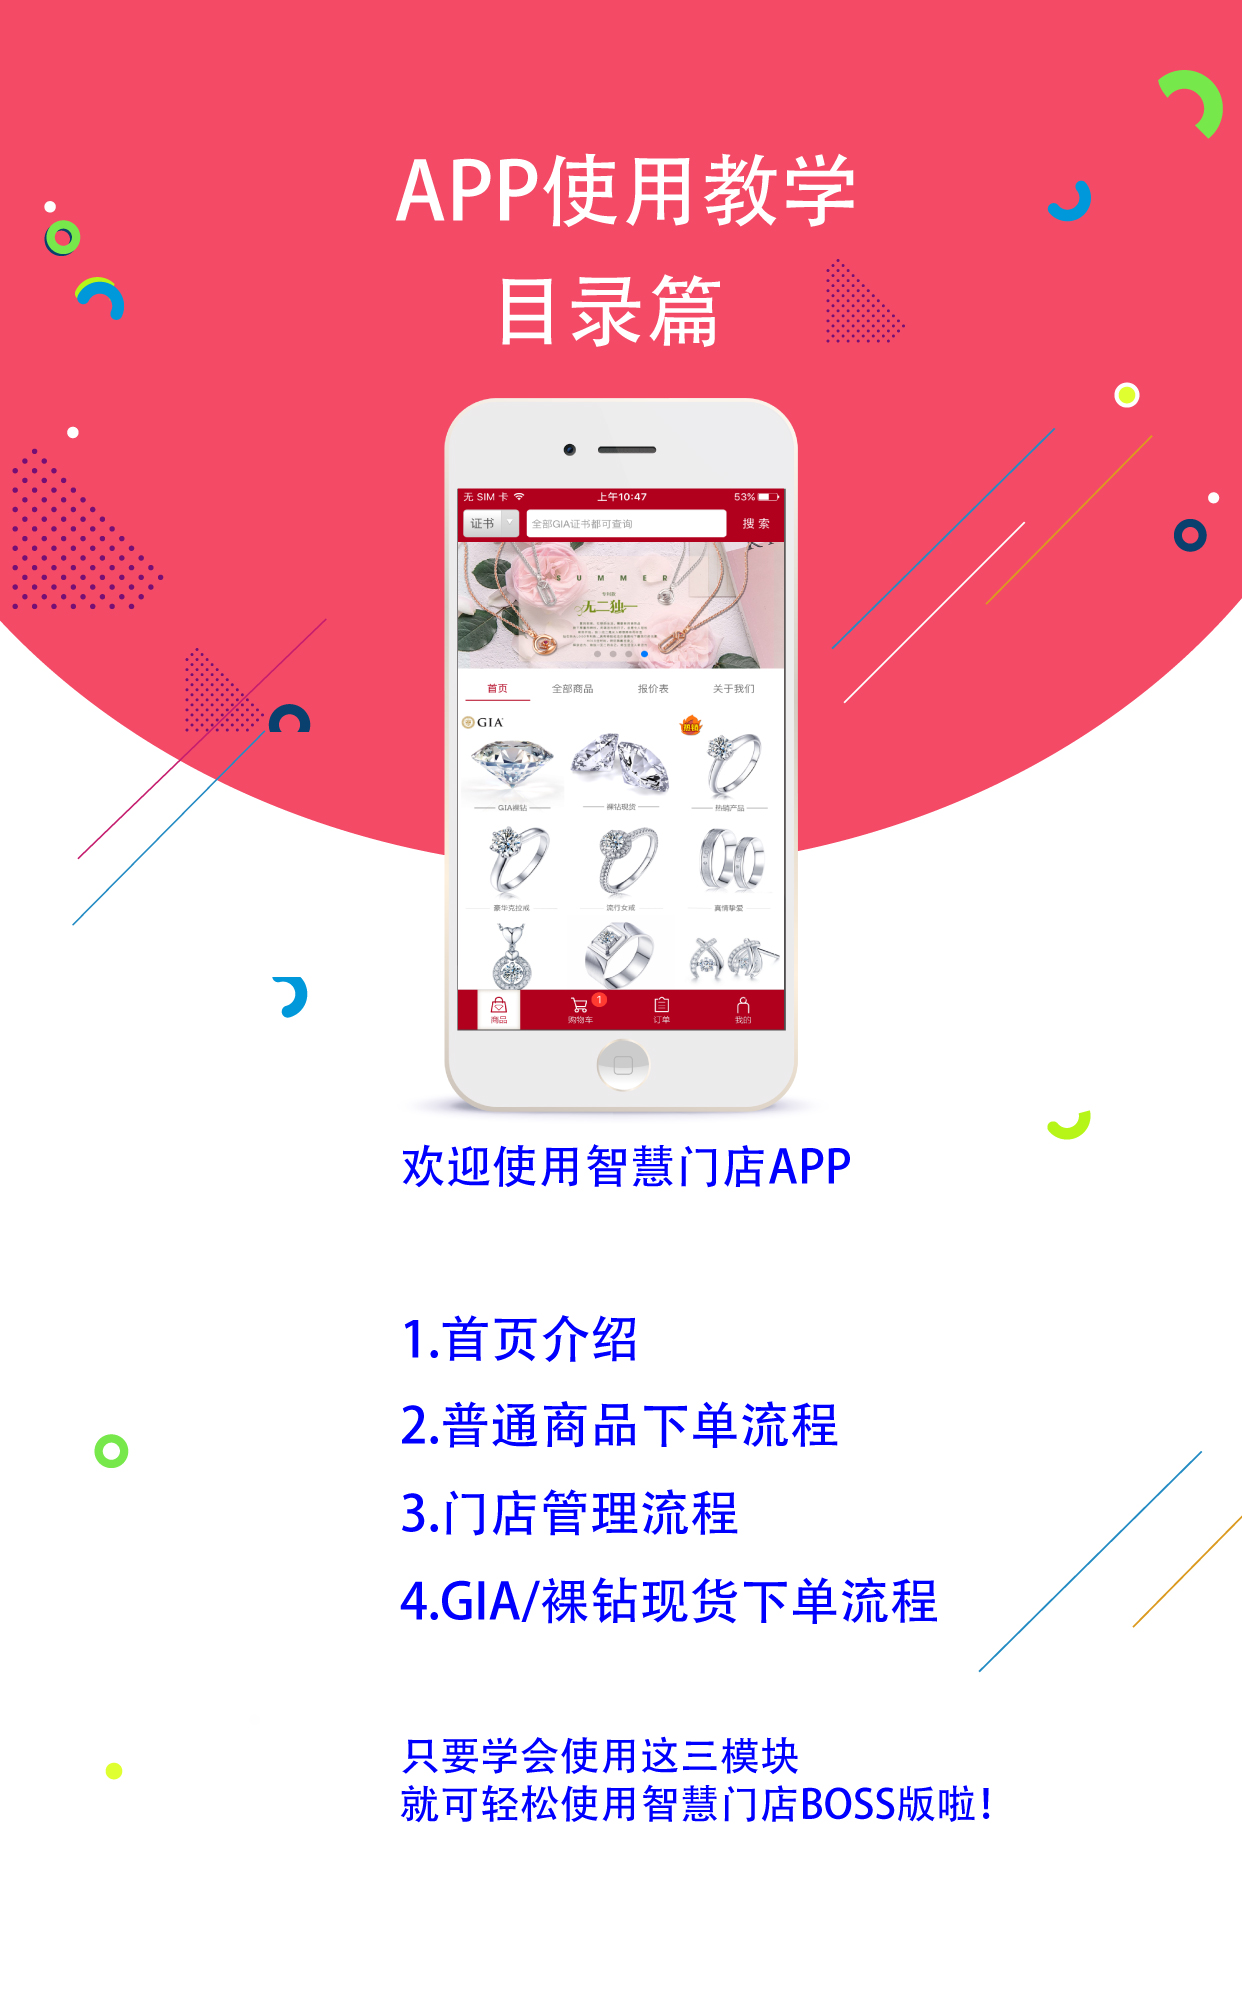 APP使用教学
目录篇
无 SIM 卡 上午10:47 53%
证书 全部GIA证书都可查询 搜 索
SUMMER
无二独一
首页 全部商品 报价表 关于我们
GIA 热销
GIA裸钻 裸钻现货 热销产品
豪华克拉戒 流行女戒 真情挚爱
1
商品 购物车 订单 我的
欢迎使用智慧门店APP
1.首页介绍
2.普通商品下单流程
3.门店管理流程
4.GIA/裸钻现货下单流程
只要学会使用这三模块
就可轻松使用智慧门店BOSS版啦!